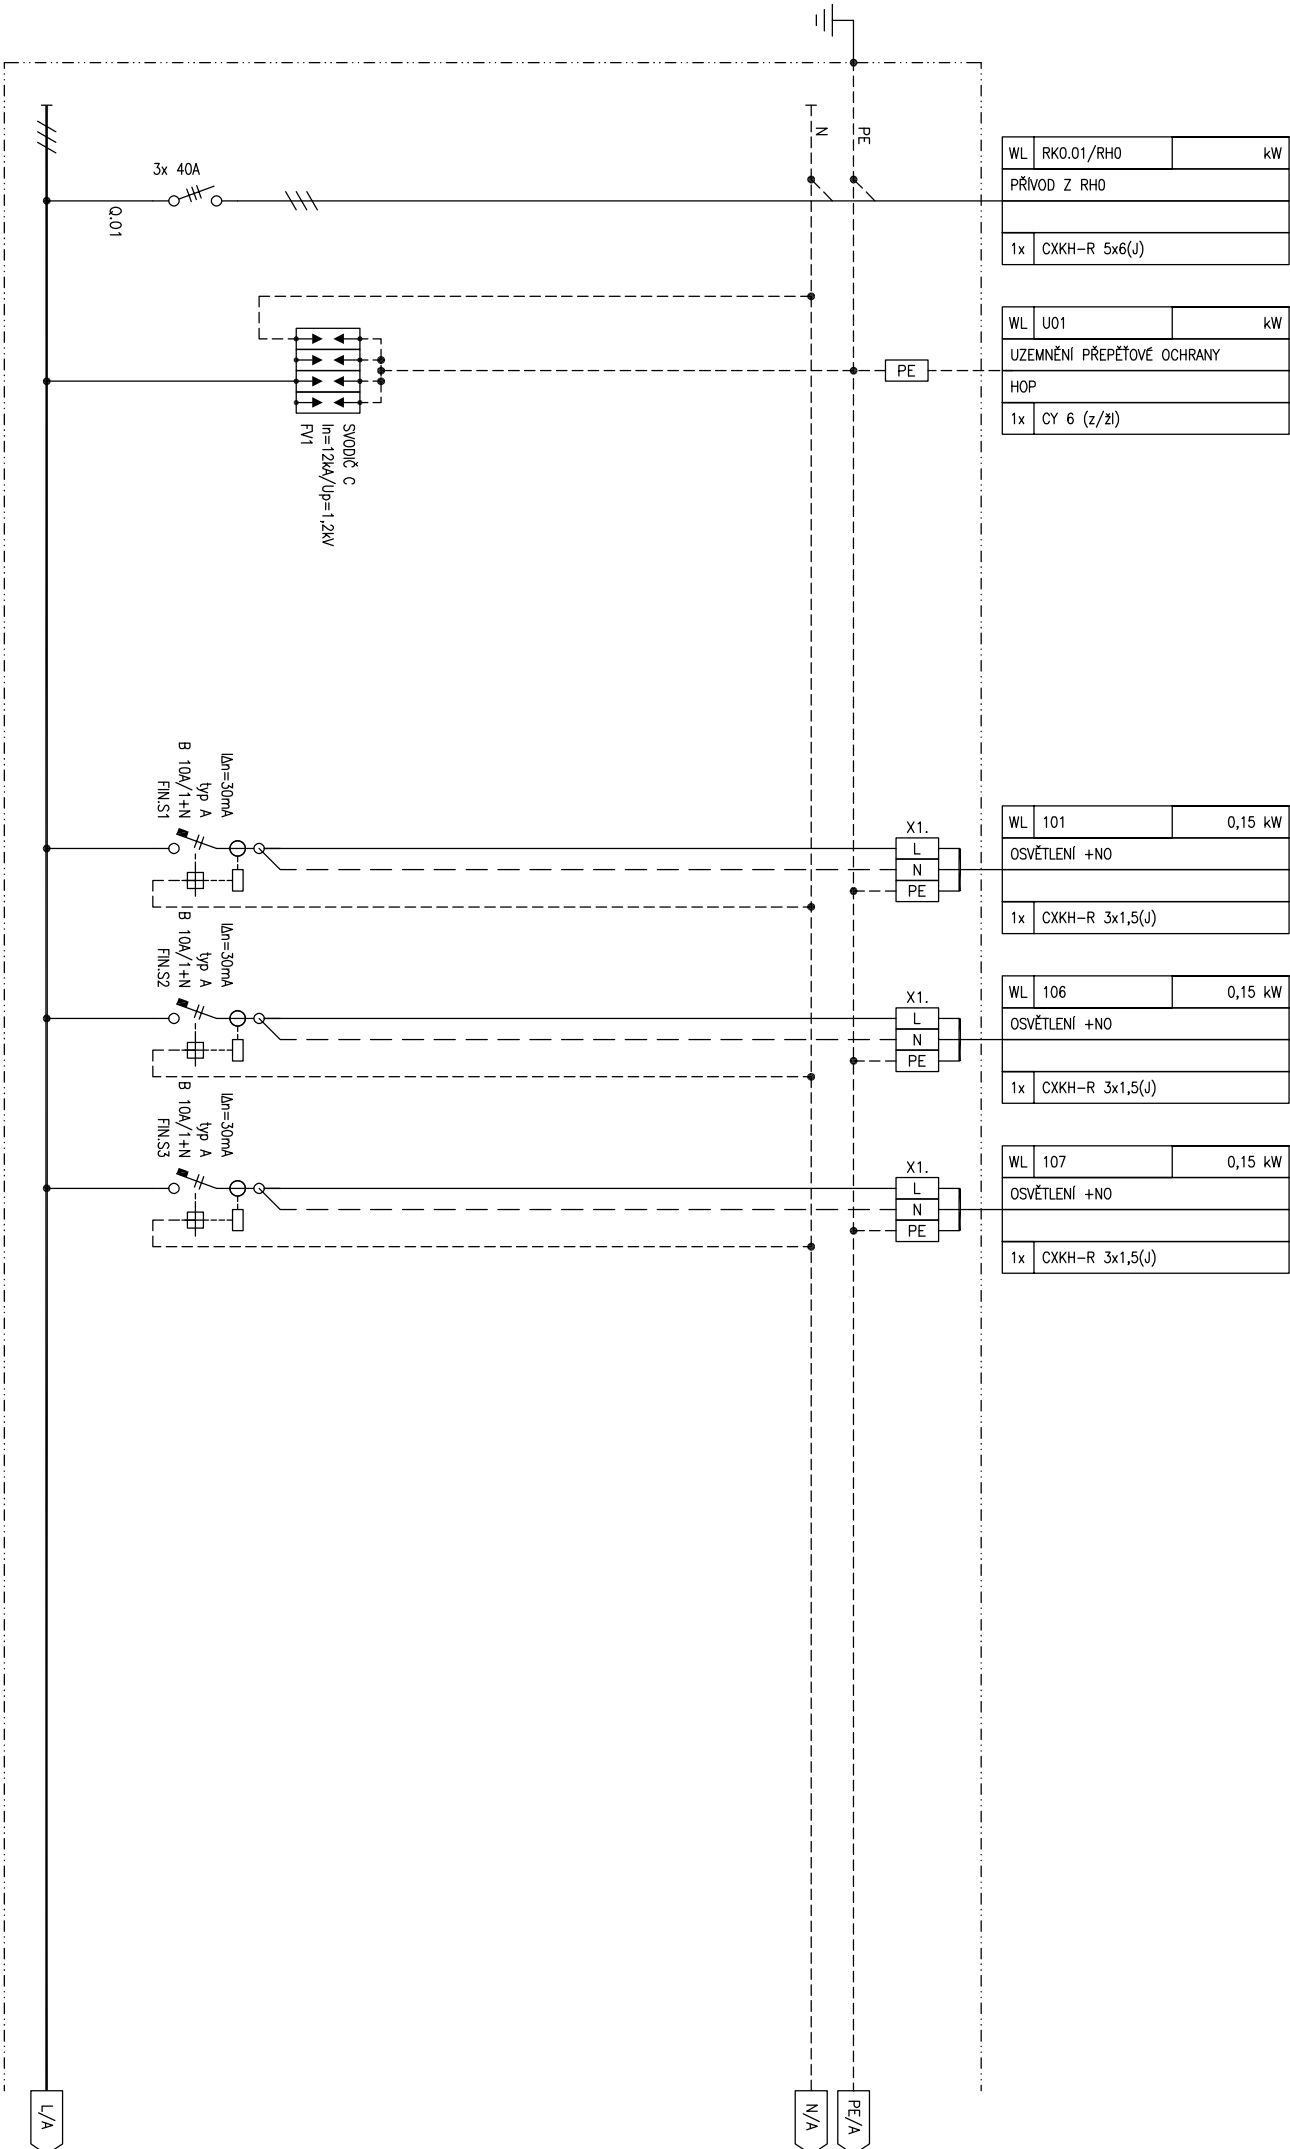 N
PE
3x 40A
Q.01
WL RK0.01/RH0 kW
PŘÍVOD Z RH0
1x CXKH-R 5x6(J)
SVODIČ C
In=12kA/Up=1,2kV
FV1
PE
WL U01 kW
UZEMNĚNÍ PŘEPĚŤOVÉ OCHRANY
HOP
1x CY 6 (z/žl)
IΔn=30mA
typ A
B 10A/1+N
FIN.S1
X1.
L
N
PE
WL 101 0,15 kW
OSVĚTLENÍ +NO
1x CXKH-R 3x1,5(J)
IΔn=30mA
typ A
B 10A/1+N
FIN.S2
X1.
L
N
PE
WL 106 0,15 kW
OSVĚTLENÍ +NO
1x CXKH-R 3x1,5(J)
IΔn=30mA
typ A
B 10A/1+N
FIN.S3
X1.
L
N
PE
WL 107 0,15 kW
OSVĚTLENÍ +NO
1x CXKH-R 3x1,5(J)
L/A
N/A
PE/A